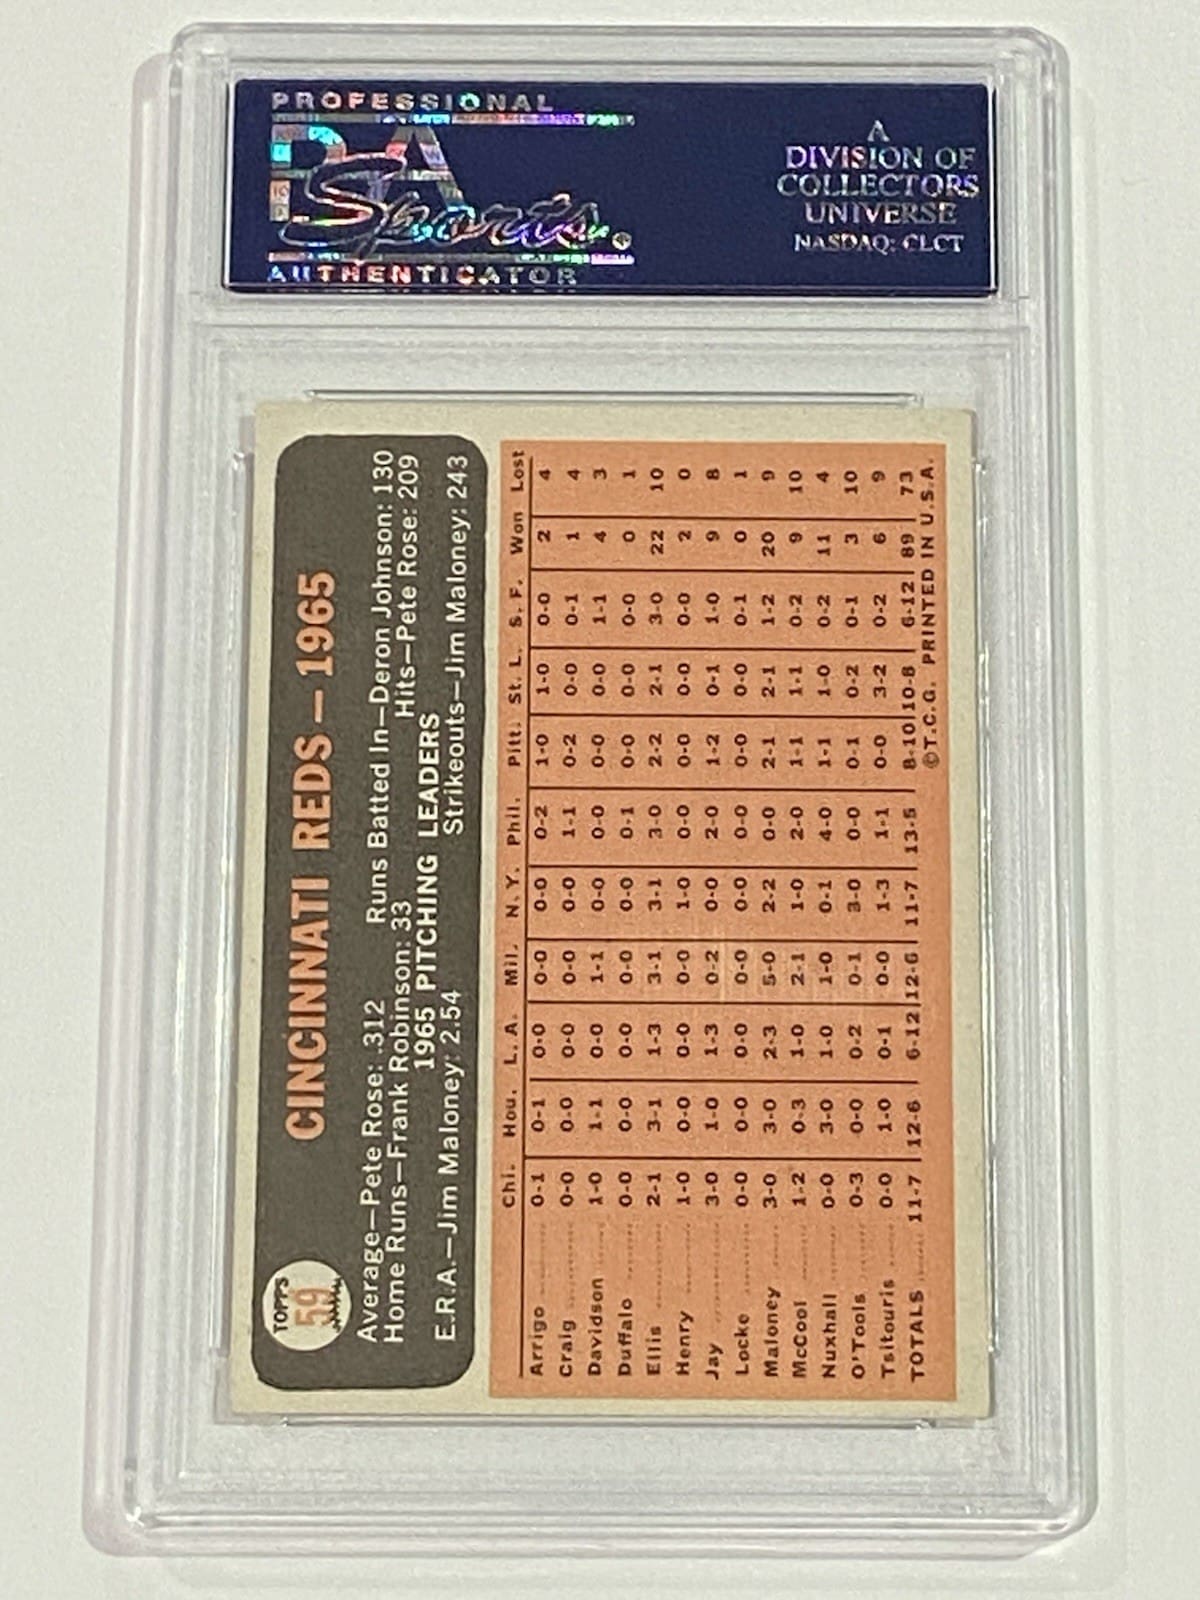 PROFESSIONAL
PSA
Sports
AUTHENTICATOR
A
DIVISION OF
COLLECTORS
UNIVERSE
NASDAQ: CLCT
TOPPS
59
CINCINNATI REDS—1965
Average—Pete Rose: .312 Runs Batted In—Deron Johnson: 130
Home Runs—Frank Robinson: 33 Hits—Pete Rose: 209
1965 PITCHING LEADERS
E.R.A.—Jim Maloney: 2.54 Strikeouts—Jim Maloney: 243
Chi. Hou. L. A. Mil. N. Y. Phil. Pitt. St. L. S. F. Won Lost
Arrigo 0-1 0-1 0-0 0-0 0-0 0-2 1-0 1-0 0-0 2 4
Craig 0-0 0-0 0-0 0-0 0-0 1-1 0-2 0-0 0-1 1 4
Davidson 1-0 1-1 0-0 1-1 0-0 0-0 0-0 0-0 1-1 4 3
Duffalo 0-0 0-0 0-0 0-0 0-0 0-1 0-0 0-0 0-0 0 1
Ellis 2-1 3-1 1-3 3-1 3-1 3-0 2-2 2-1 3-0 22 10
Henry 1-0 0-0 0-0 0-0 1-0 0-0 0-0 0-0 0-0 2 0
Jay 3-0 1-0 1-3 0-2 0-0 2-0 1-2 0-1 1-0 9 8
Locke 0-0 0-0 0-0 0-0 0-0 0-0 0-0 0-0 0-1 0 1
Maloney 3-0 3-0 2-3 5-0 2-2 0-0 2-1 2-1 1-2 20 9
McCool 1-2 0-3 1-0 2-1 1-0 2-0 1-1 1-1 0-2 9 10
Nuxhall 0-0 3-0 1-0 1-0 0-1 4-0 1-1 1-0 0-2 11 4
O'Tools 0-3 0-0 0-2 0-1 3-0 0-0 0-1 0-2 0-1 3 10
Tsitouris 0-0 1-0 0-1 0-0 1-3 1-1 0-0 3-2 0-2 6 9
TOTALS 11-7 12-6 6-12 12-6 11-7 13-5 8-10 10-8 6-12 89 73
©T.C.G. PRINTED IN U.S.A.